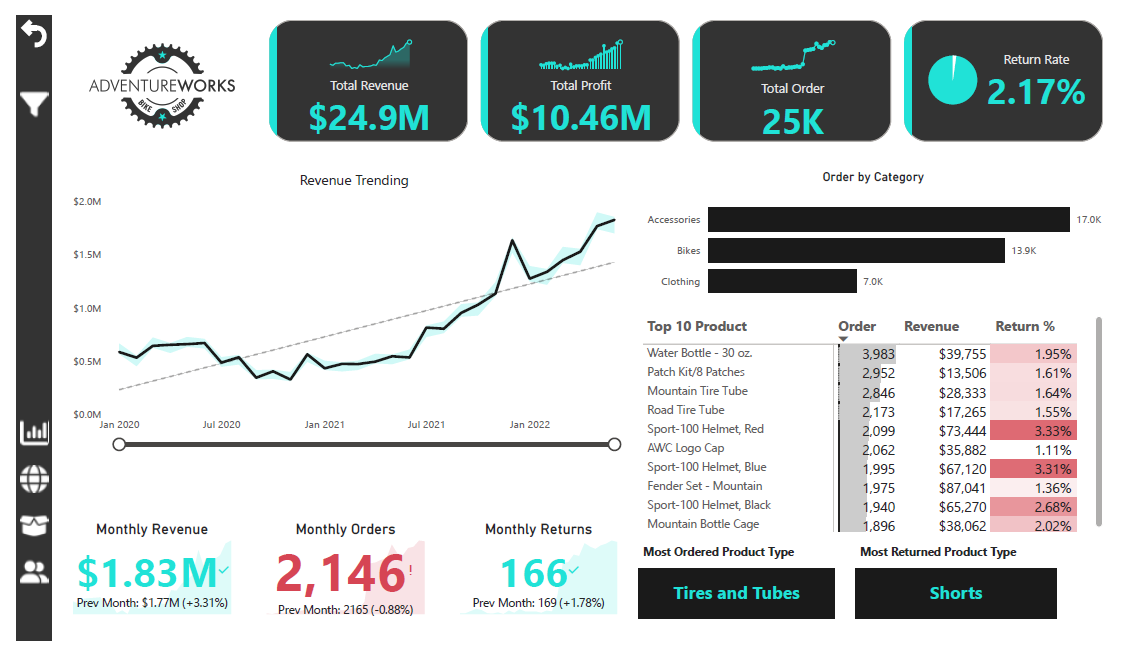 ADVENTUREWORKS
BIKE SHOP
Total Revenue
$24.9M
Total Profit
$10.46M
Total Order
25K
Return Rate
2.17%
Revenue Trending
$2.0M
$1.5M
$1.0M
$0.5M
$0.0M
Jan 2020 Jul 2020 Jan 2021 Jul 2021 Jan 2022
Order by Category
Accessories 17.0K
Bikes 13.9K
Clothing 7.0K
Top 10 Product Order Revenue Return %
Water Bottle - 30 oz. 3,983 $39,755 1.95%
Patch Kit/8 Patches 2,952 $13,506 1.61%
Mountain Tire Tube 2,846 $28,333 1.64%
Road Tire Tube 2,173 $17,265 1.55%
Sport-100 Helmet, Red 2,099 $73,444 3.33%
AWC Logo Cap 2,062 $35,882 1.11%
Sport-100 Helmet, Blue 1,995 $67,120 3.31%
Fender Set - Mountain 1,975 $87,041 1.36%
Sport-100 Helmet, Black 1,940 $65,270 2.68%
Mountain Bottle Cage 1,896 $38,062 2.02%
Monthly Revenue
$1.83M
Prev Month: $1.77M (+3.31%)
Monthly Orders
2,146!
Prev Month: 2165 (-0.88%)
Monthly Returns
166
Prev Month: 169 (+1.78%)
Most Ordered Product Type
Tires and Tubes
Most Returned Product Type
Shorts